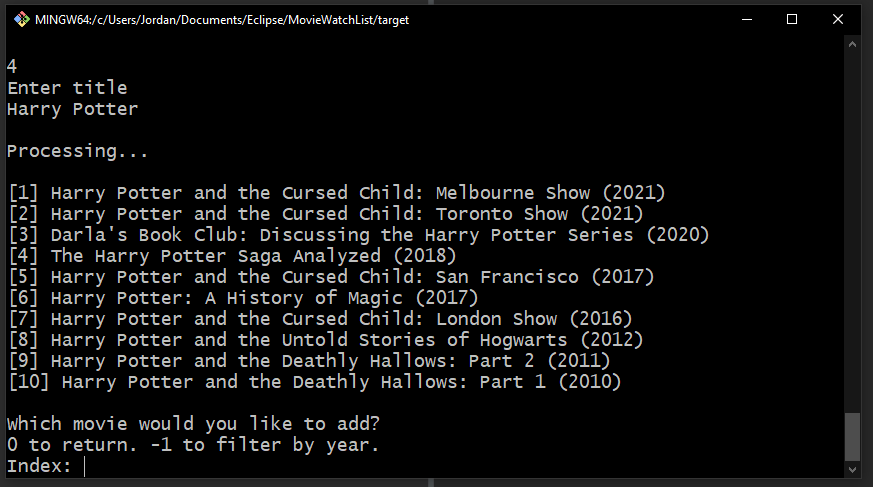 MINGW64:/c/Users/Jordan/Documents/Eclipse/MovieWatchList/target
4
Enter title
Harry Potter
Processing...
[1] Harry Potter and the Cursed Child: Melbourne Show (2021)
[2] Harry Potter and the Cursed Child: Toronto Show (2021)
[3] Darla's Book Club: Discussing the Harry Potter Series (2020)
[4] The Harry Potter Saga Analyzed (2018)
[5] Harry Potter and the Cursed Child: San Francisco (2017)
[6] Harry Potter: A History of Magic (2017)
[7] Harry Potter and the Cursed Child: London Show (2016)
[8] Harry Potter and the Untold Stories of Hogwarts (2012)
[9] Harry Potter and the Deathly Hallows: Part 2 (2011)
[10] Harry Potter and the Deathly Hallows: Part 1 (2010)
Which movie would you like to add?
0 to return. -1 to filter by year.
Index: